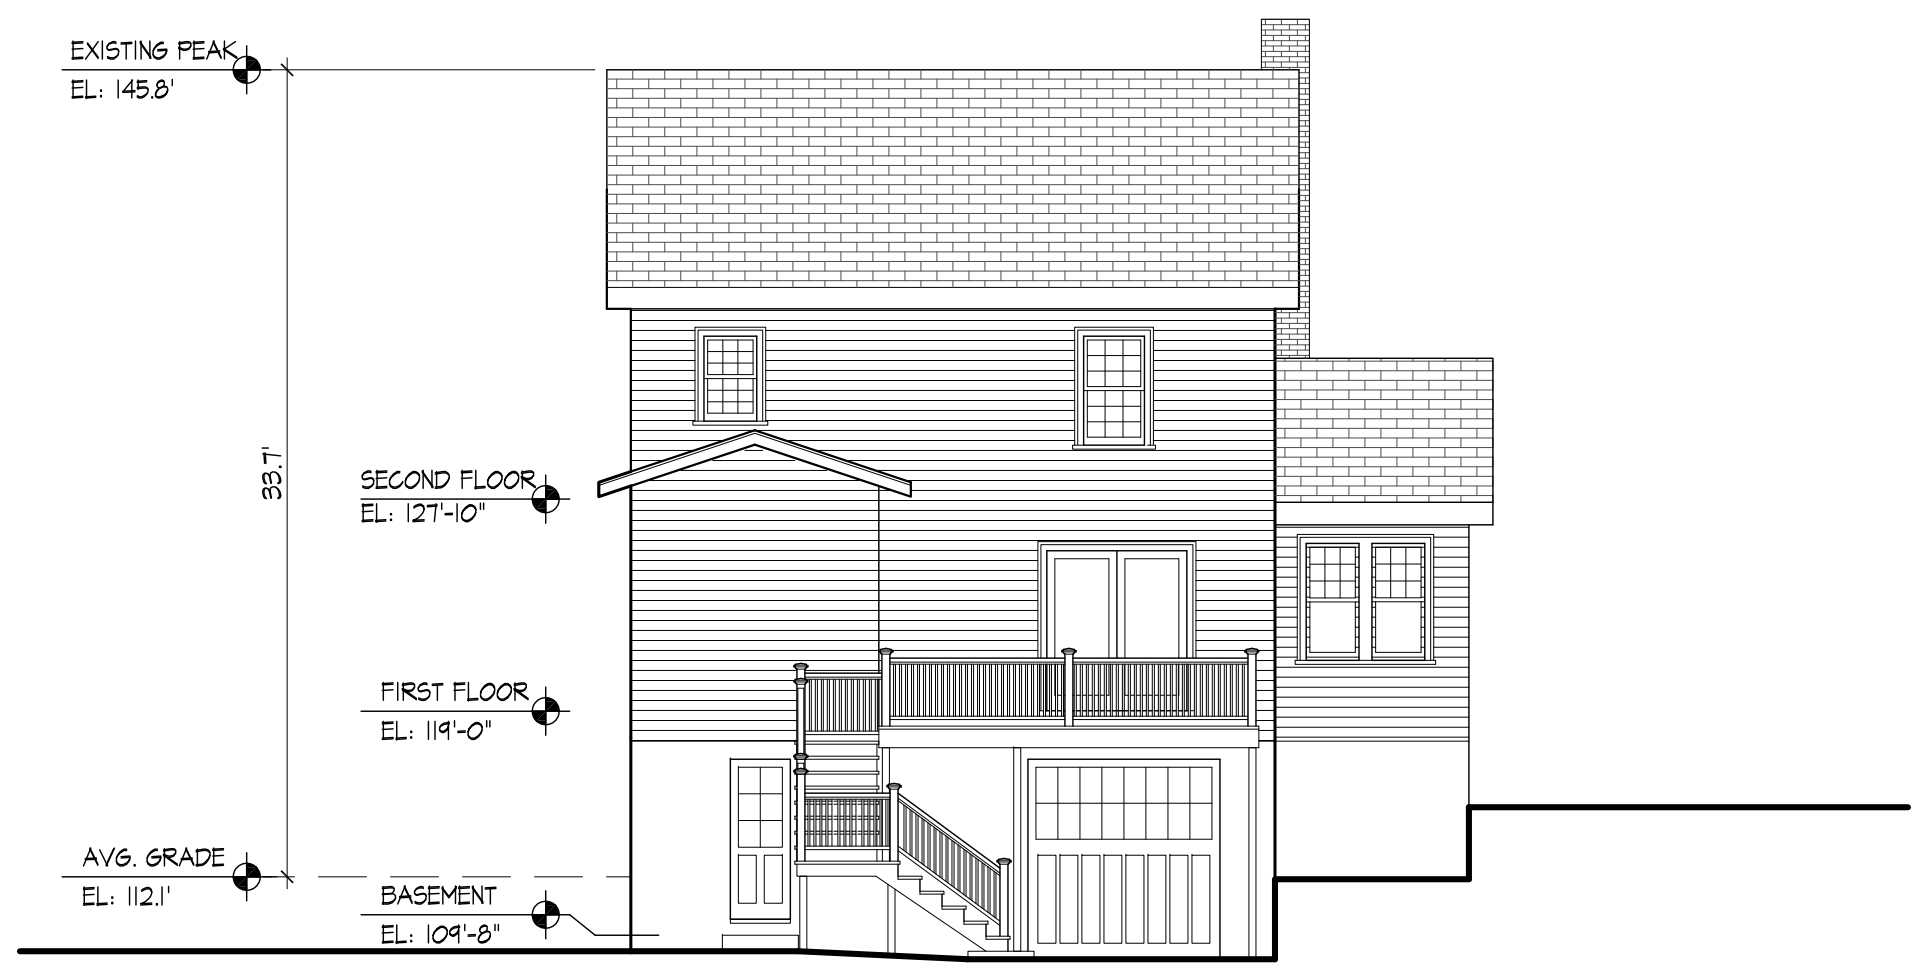 EXISTING PEAK
EL: 145.8'
33.7'
SECOND FLOOR
EL: 127'-10"
FIRST FLOOR
EL: 119'-0"
AVG. GRADE
EL: 112.1'
BASEMENT
EL: 109'-8"